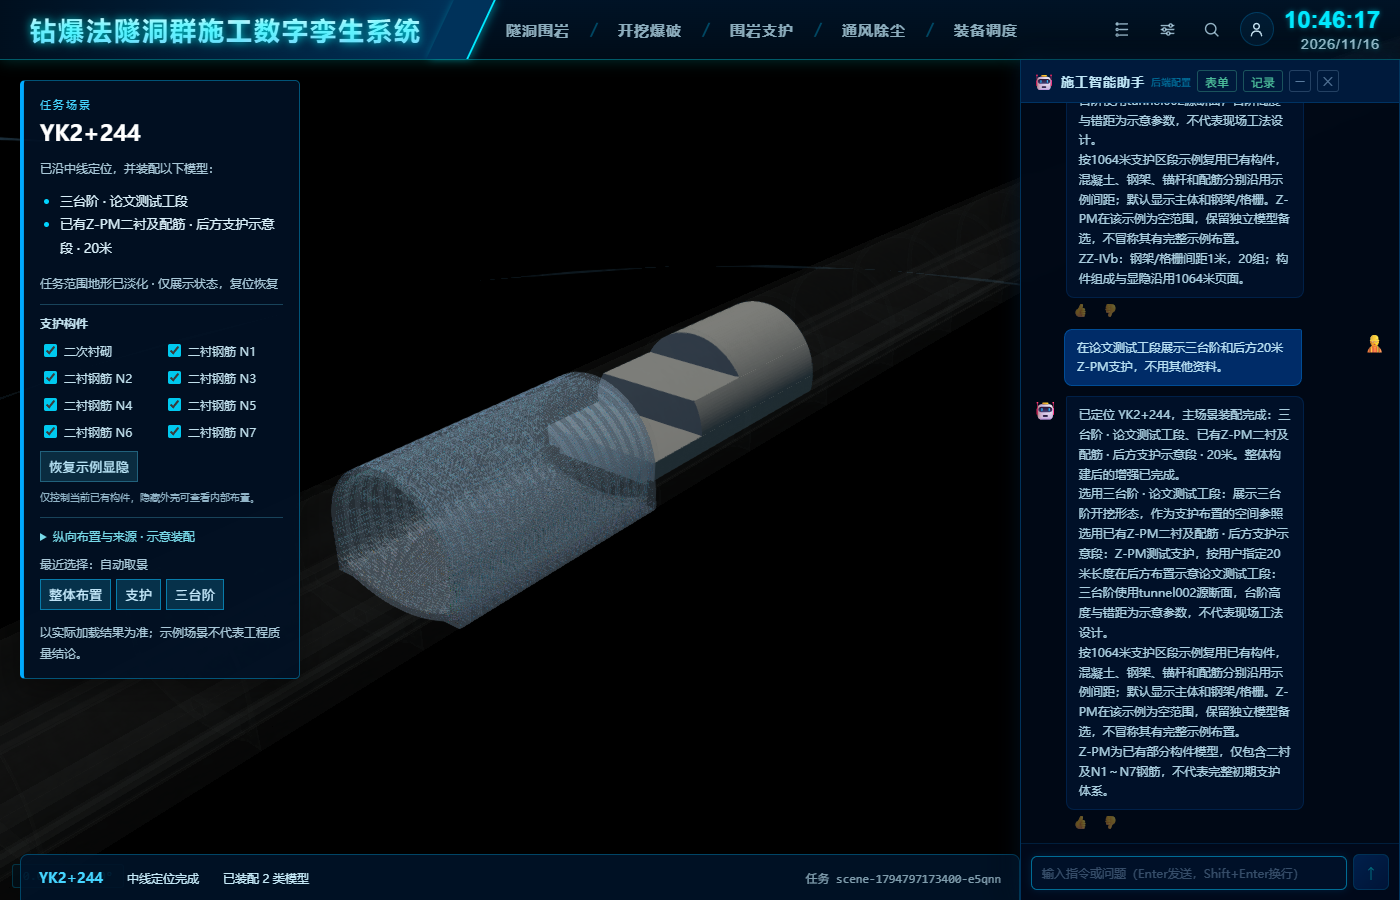 钻爆法隧洞群施工数字孪生系统
隧洞围岩 / 开挖爆破 / 围岩支护 / 通风除尘 / 装备调度
10:46:17
2026/11/16
任务场景
YK2+244
已沿中线定位，并装配以下模型：
三台阶 · 论文测试工段
已有Z-PM二衬及配筋 · 后方支护示意
段 · 20米
任务范围地形已淡化 · 仅展示状态，复位恢复
支护构件
二次衬砌 二衬钢筋 N1
二衬钢筋 N2 二衬钢筋 N3
二衬钢筋 N4 二衬钢筋 N5
二衬钢筋 N6 二衬钢筋 N7
恢复示例显隐
仅控制当前已有构件，隐藏外壳可查看内部布置。
纵向布置与来源 · 示意装配
最近选择：自动取景
整体布置 支护 三台阶
以实际加载结果为准；示例场景不代表工程质
量结论。
YK2+244 中线定位完成 已装配 2 类模型
任务 scene-1794797173400-e5qnn
施工智能助手 后端配置 表单 记录
与错距为示意参数，不代表现场工法设
计。
按1064米支护区段示例复用已有构件，
混凝土、钢架、锚杆和配筋分别沿用示
例间距；默认显示主体和钢架/格栅。Z-
PM在该示例为空范围，保留独立模型备
选，不冒称其有完整示例布置。
ZZ-IVb：钢架/格栅间距1米，20组；构
件组成与显隐沿用1064米页面。
在论文测试工段展示三台阶和后方20米
Z-PM支护，不用其他资料。
已定位 YK2+244，主场景装配完成：三
台阶 · 论文测试工段、已有Z-PM二衬及
配筋 · 后方支护示意段 · 20米。整体构
建后的增强已完成。
选用三台阶 · 论文测试工段：展示三台
阶开挖形态，作为支护布置的空间参照
选用已有Z-PM二衬及配筋 · 后方支护示
意段：Z-PM测试支护，按用户指定20
米长度在后方布置示意论文测试工段：
三台阶使用tunnel002源断面，台阶高
度与错距为示意参数，不代表现场工法
设计。
按1064米支护区段示例复用已有构件，
混凝土、钢架、锚杆和配筋分别沿用示
例间距；默认显示主体和钢架/格栅。Z-
PM在该示例为空范围，保留独立模型备
选，不冒称其有完整示例布置。
Z-PM为已有部分构件模型，仅包含二衬
及N1～N7钢筋，不代表完整初期支护
体系。
输入指令或问题（Enter发送，Shift+Enter换行）